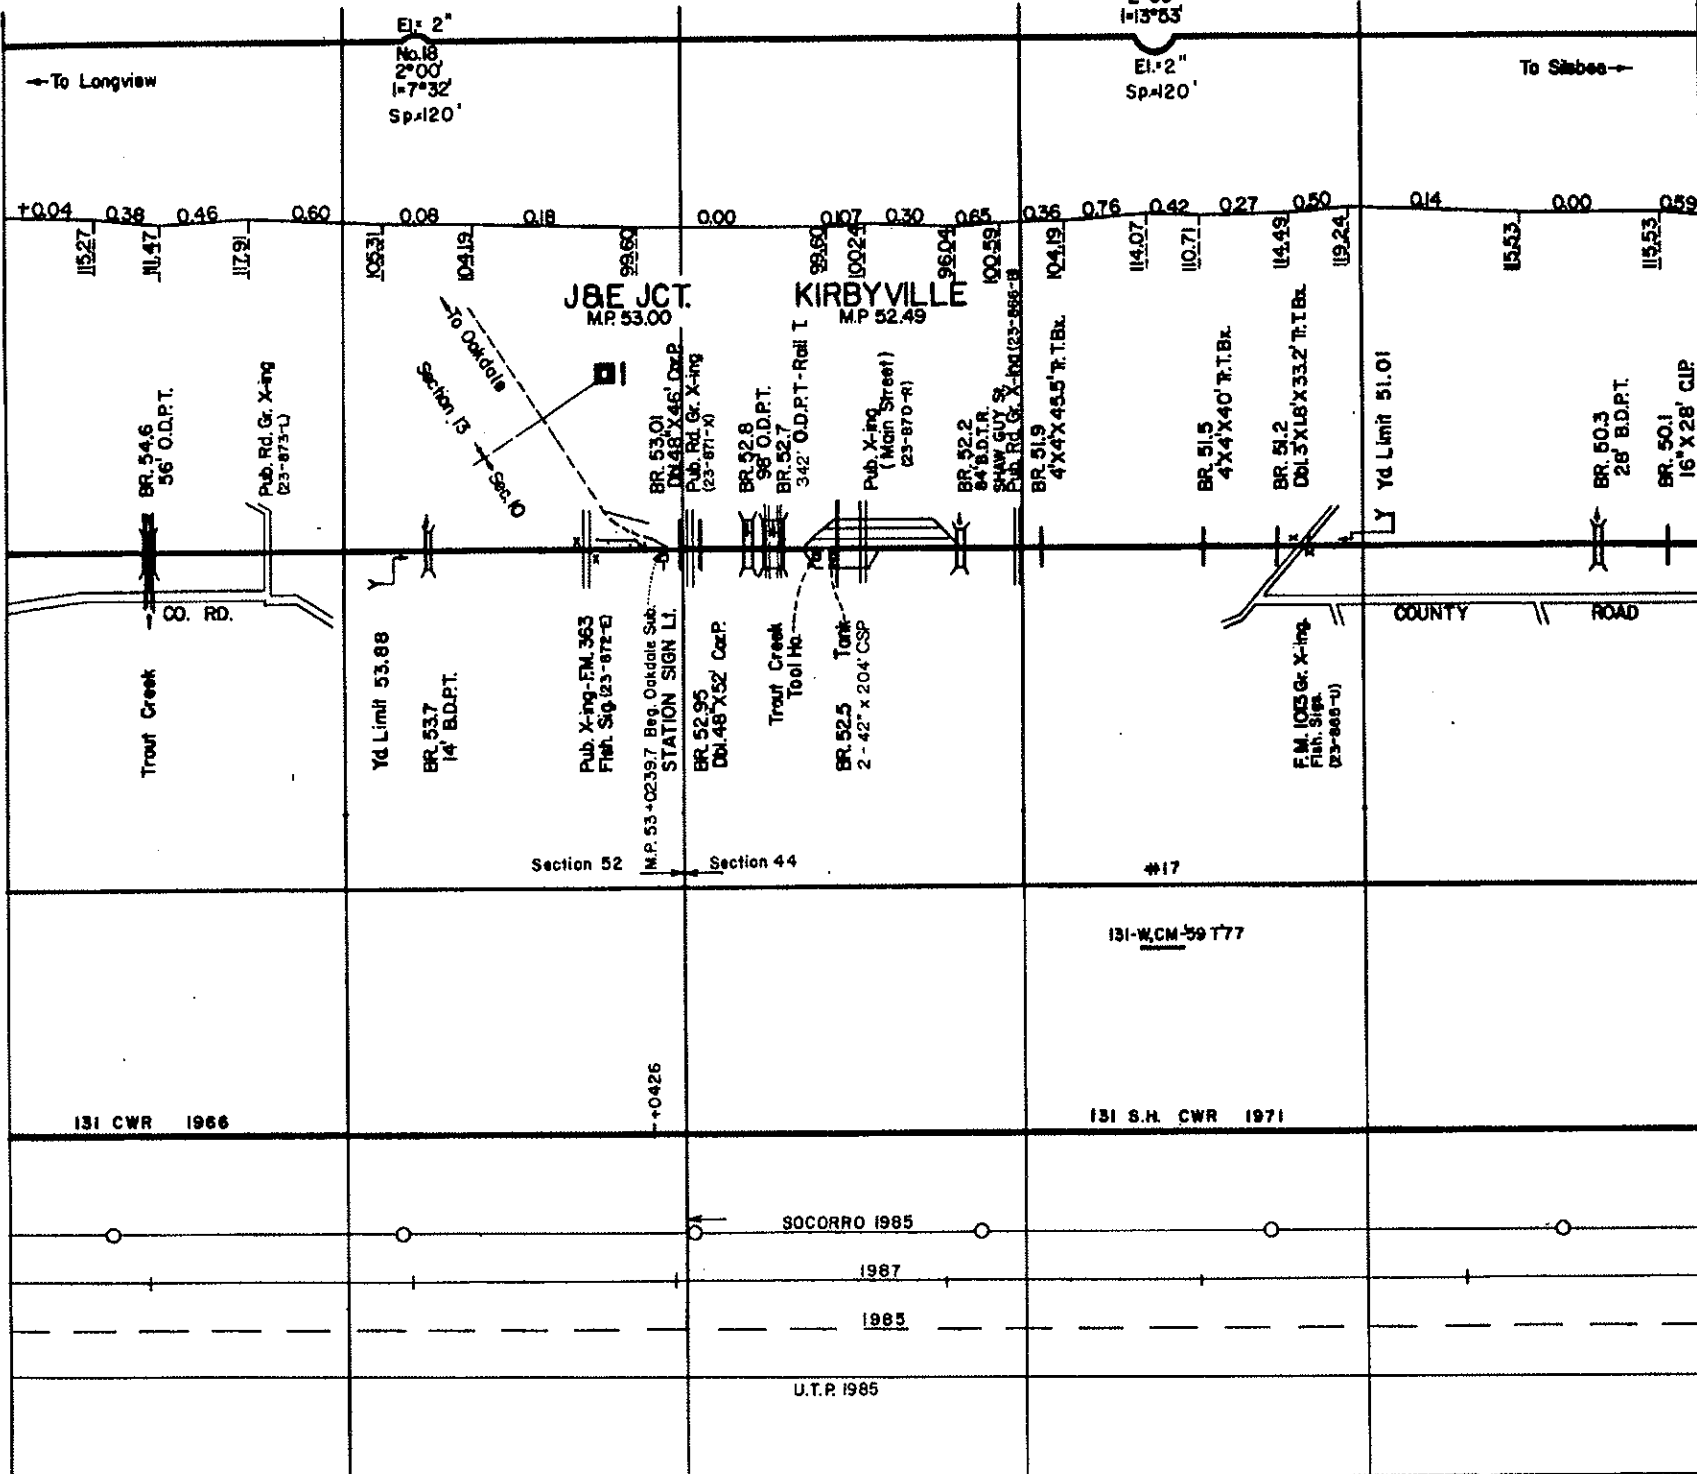 I=13°53'
El.= 2"
No.18
2°00'
I=7°32'
Sp.=120'
El.=2"
Sp.=120'
←To Longview
To Silsbee→
+0.04 0.38 0.46 0.60 0.08 0.18 0.00 0.107 0.30 0.65 0.36 0.76 0.42 0.27 0.50 0.14 0.00 0.59
115.27
111.47
117.91
105.31
104.19
99.60
99.60
100.24
96.04
100.59
104.19
114.07
110.71
114.49
119.24
115.53
115.53
J&E JCT.
M.P. 53.00
KIRBYVILLE
M.P. 52.49
To Oakdale
Section 13
Sec. 10
1
BR. 54.6
56' O.D.P.T.
Pub. Rd. Gr. X-ing
(23-873-L)
BR. 53.01
Dbl. 48" X 46' Co.P.
Pub. Rd. Gr. X-ing
(23-871-X)
BR. 52.8
98' O.D.P.T.
BR. 52.7
342' O.D.P.T-Rail T.
Pub. X-ing
(Main Street)
(23-870-R)
BR. 52.2
84' B.D.T.R.
SHAW GUY St.
Pub. Rd. Gr. X-ing
BR. 51.9
4'X4'X45.5' Tr. T. Bx.
BR. 51.5
4'X4'X40' Tr. T. Bx.
BR. 51.2
Dbl. 3'X1.8'X33.2' Tr. T. Bx.
Yd Limit 51.01
BR. 50.3
28' B.D.P.T.
BR. 50.1
16" X 28' C.I.P.
Y
Y
CO. RD.
COUNTY ROAD
Trout Creek
Yd Limit 53.88
BR. 53.7
14' B.D.P.T.
Pub. X-ing-F.M. 363
Flsh. Sig. (23-872-E)
M.P. 53+0239.7 Beg. Oakdale Sub.
STATION SIGN Lt.
BR. 52.95
Dbl. 48" X 52' Co.P.
Trout Creek
Tool Ho.
BR. 52.5 Tank
2 - 42" x 204' CSP
F.M. 1013 Gr. X-ing.
Flsh. Sigs.
(23-865-U)
Section 52
Section 44
#17
131-W,CM-'59 T'77
+0426
131 CWR 1966
131 S.H. CWR 1971
SOCORRO 1985
1987
1985
U.T.P. 1985